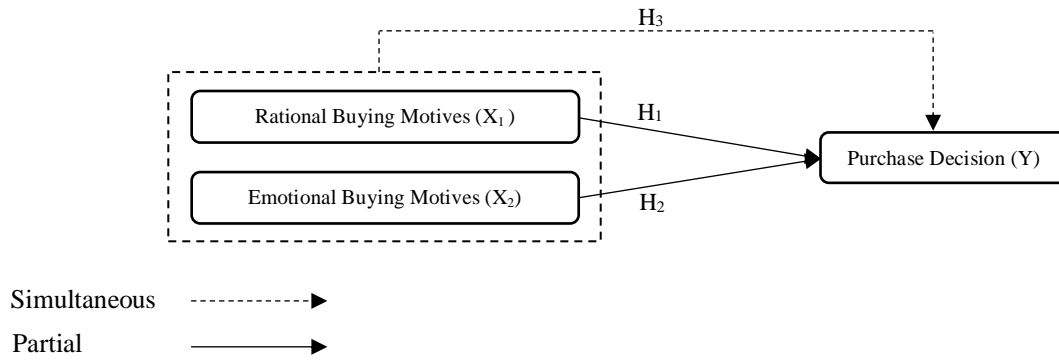 H₃
Rational Buying Motives (X₁ )
H₁
Purchase Decision (Y)
Emotional Buying Motives (X₂)
H₂
Simultaneous
Partial